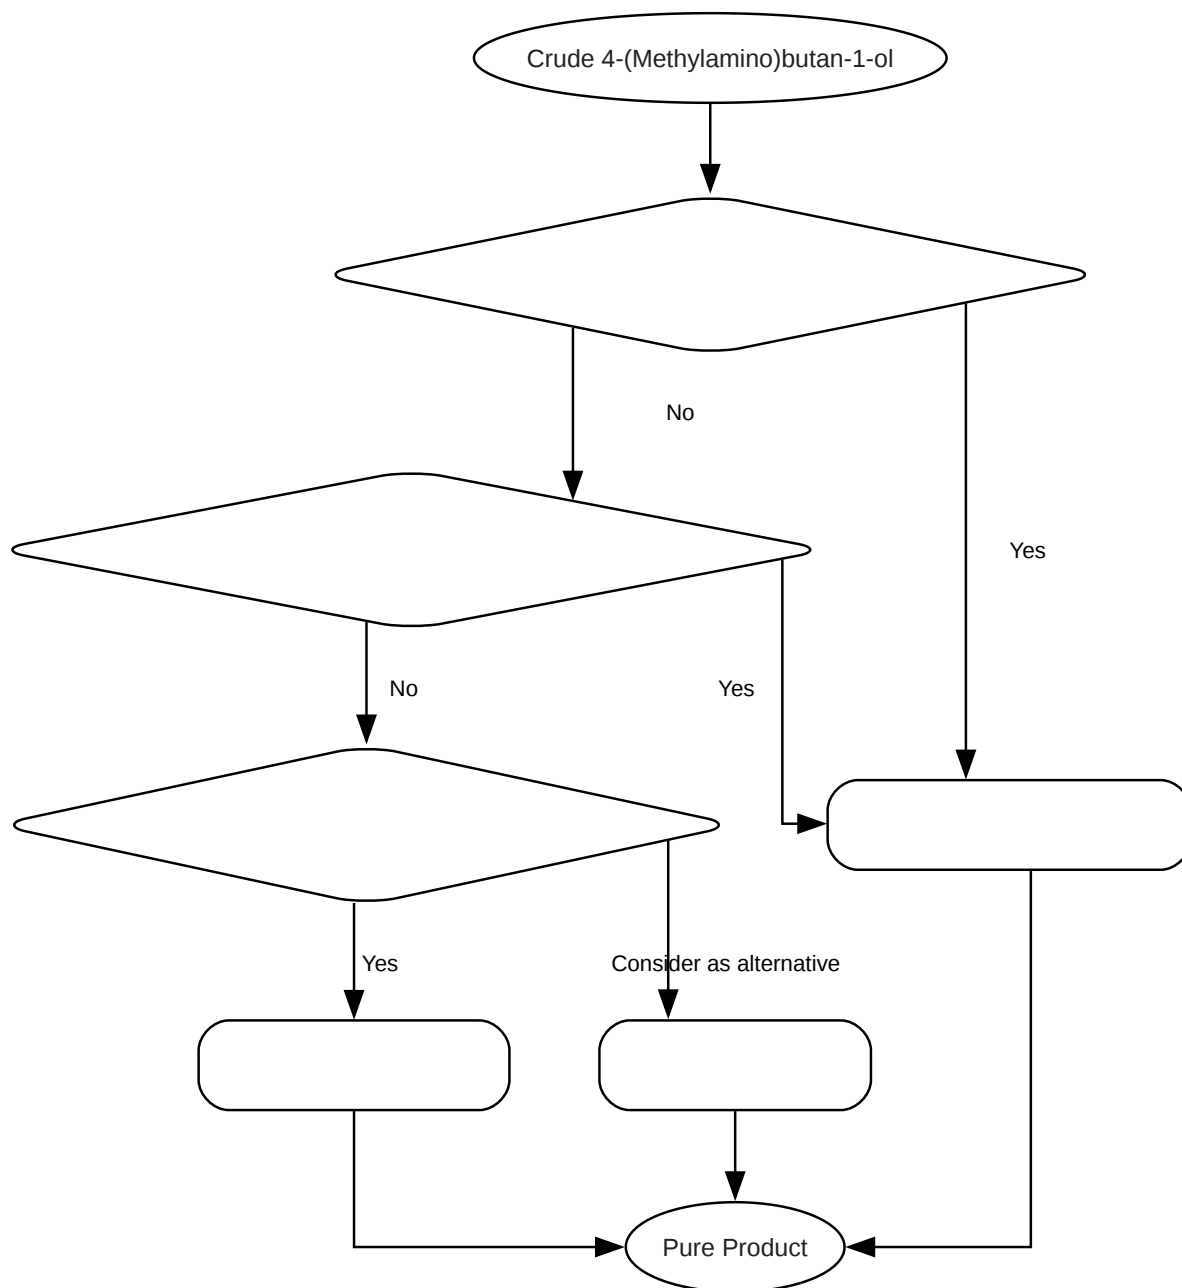 Crude 4-(Methylamino)butan-1-ol
No
Yes
No
Yes
Yes
Consider as alternative
Pure Product